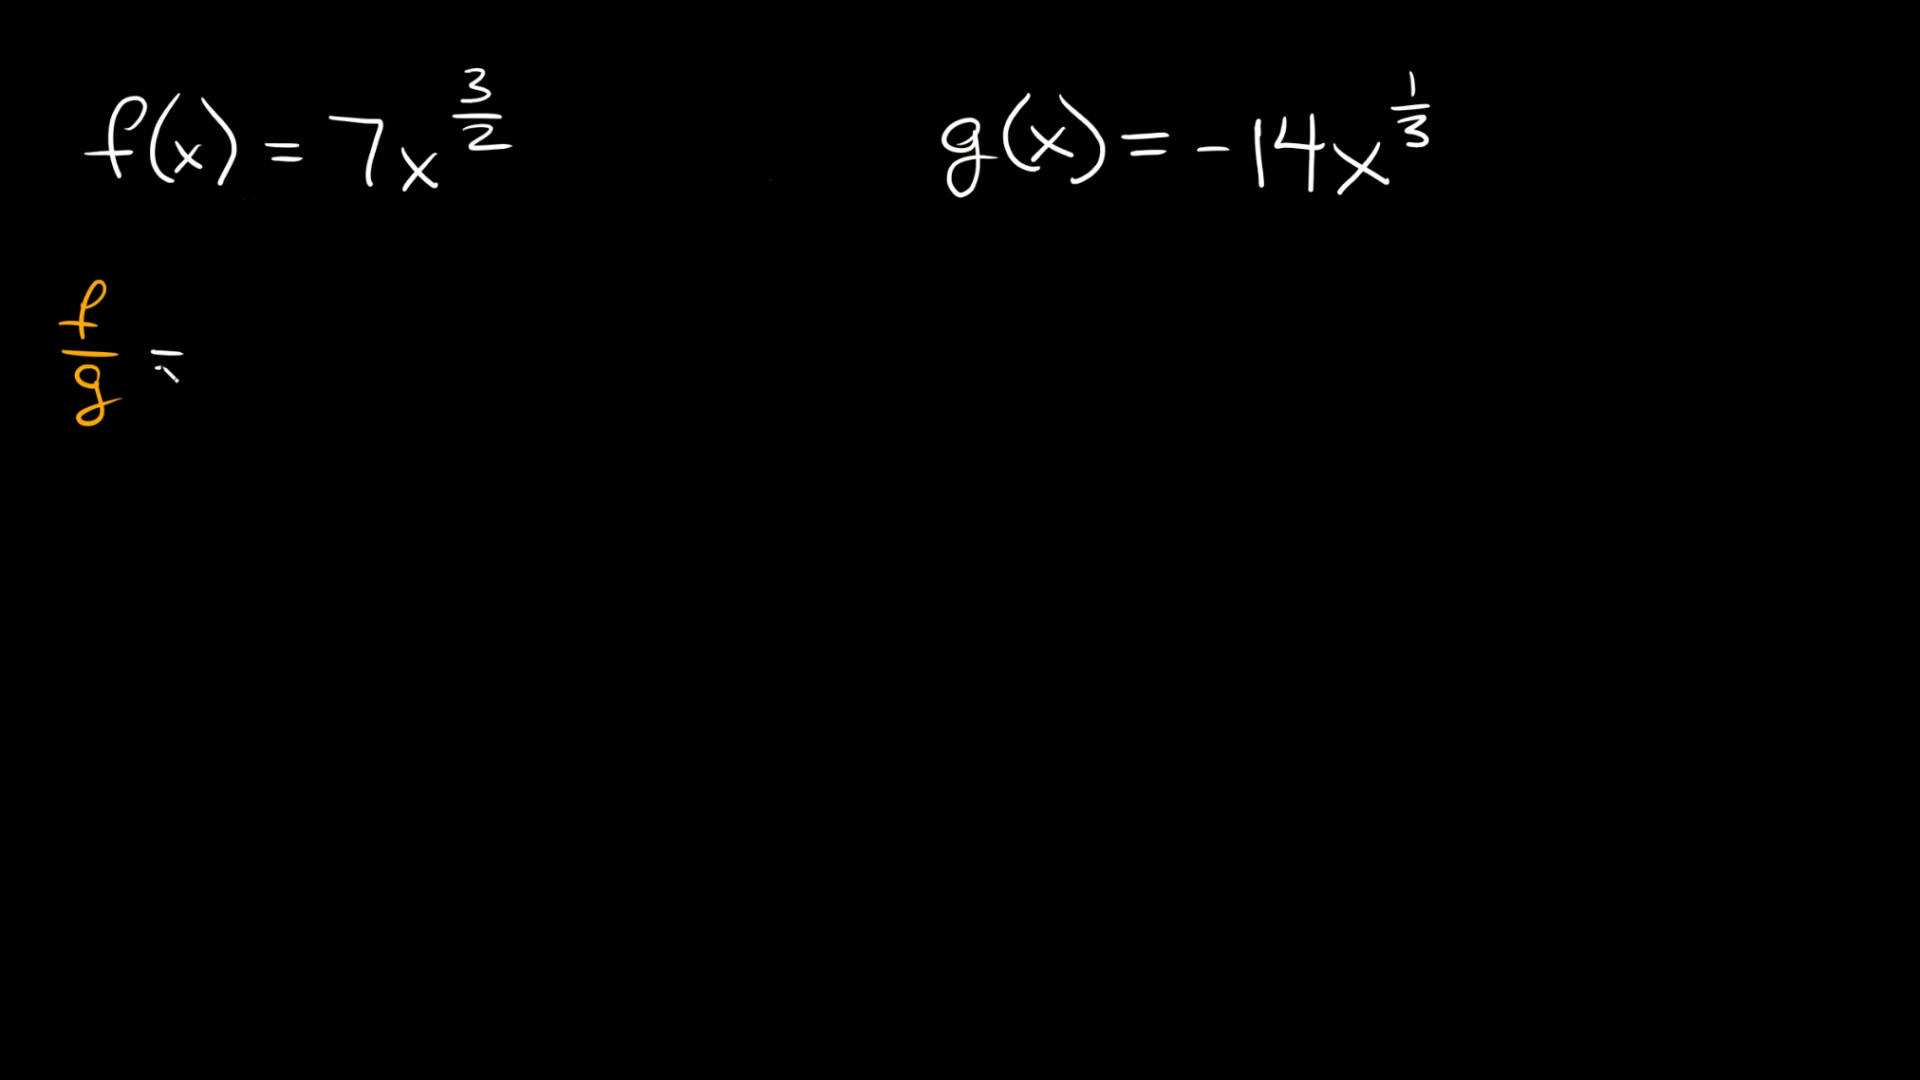 f(x) = 7x^{3/2} g(x) = -14x^{1/3}
f/g =